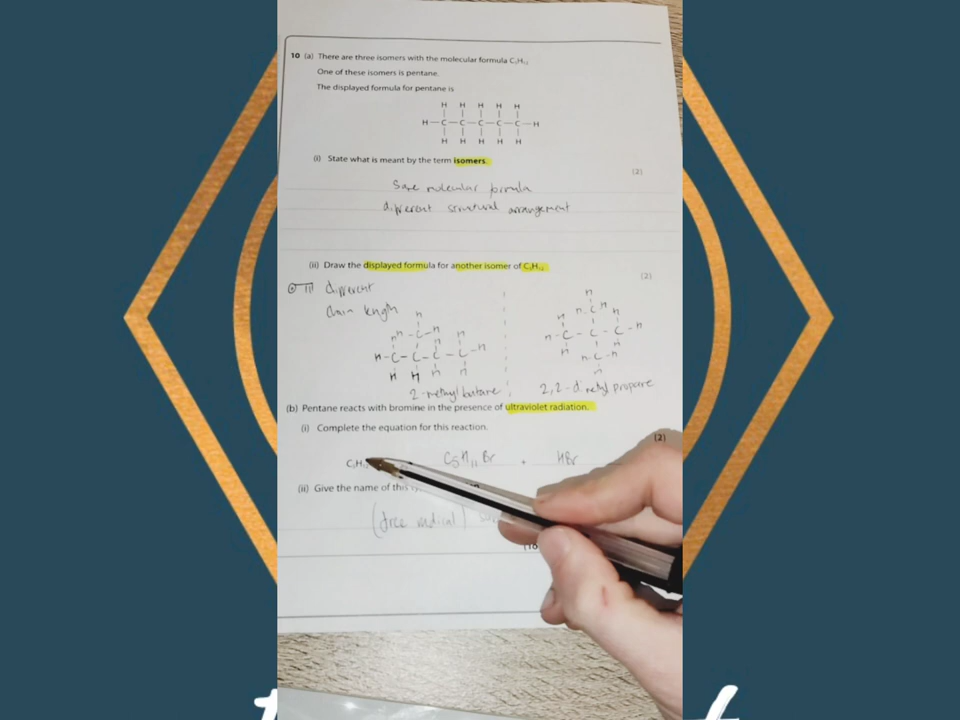 10 (a) There are three isomers with the molecular formula C₅H₁₂
One of these isomers is pentane.
The displayed formula for pentane is
H H H H H
H—C—C—C—C—C—H
H H H H H
(i) State what is meant by the term isomers.
(2)
Same molecular formula
different structural arrangement
(ii) Draw the displayed formula for another isomer of C₅H₁₂
(2)
different
chain length
2-methylbutane
2,2-dimethylpropane
(b) Pentane reacts with bromine in the presence of ultraviolet radiation.
(i) Complete the equation for this reaction.
(2)
C₅H₁₂ C₅H₁₁Br + HBr
(ii) Give the name of this
(free radical)